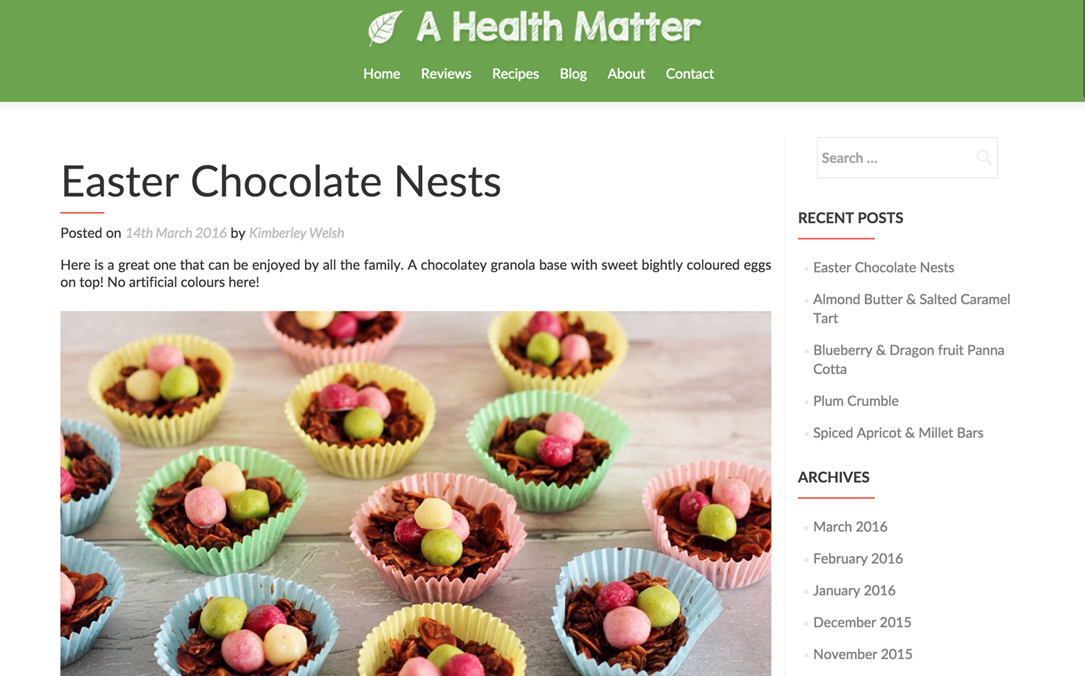 A Health Matter
Home Reviews Recipes Blog About Contact
Easter Chocolate Nests
Posted on 14th March 2016 by Kimberley Welsh
Here is a great one that can be enjoyed by all the family. A chocolatey granola base with sweet bightly coloured eggs
on top! No artificial colours here!
Search ...
RECENT POSTS
Easter Chocolate Nests
Almond Butter & Salted Caramel
Tart
Blueberry & Dragon fruit Panna
Cotta
Plum Crumble
Spiced Apricot & Millet Bars
ARCHIVES
March 2016
February 2016
January 2016
December 2015
November 2015